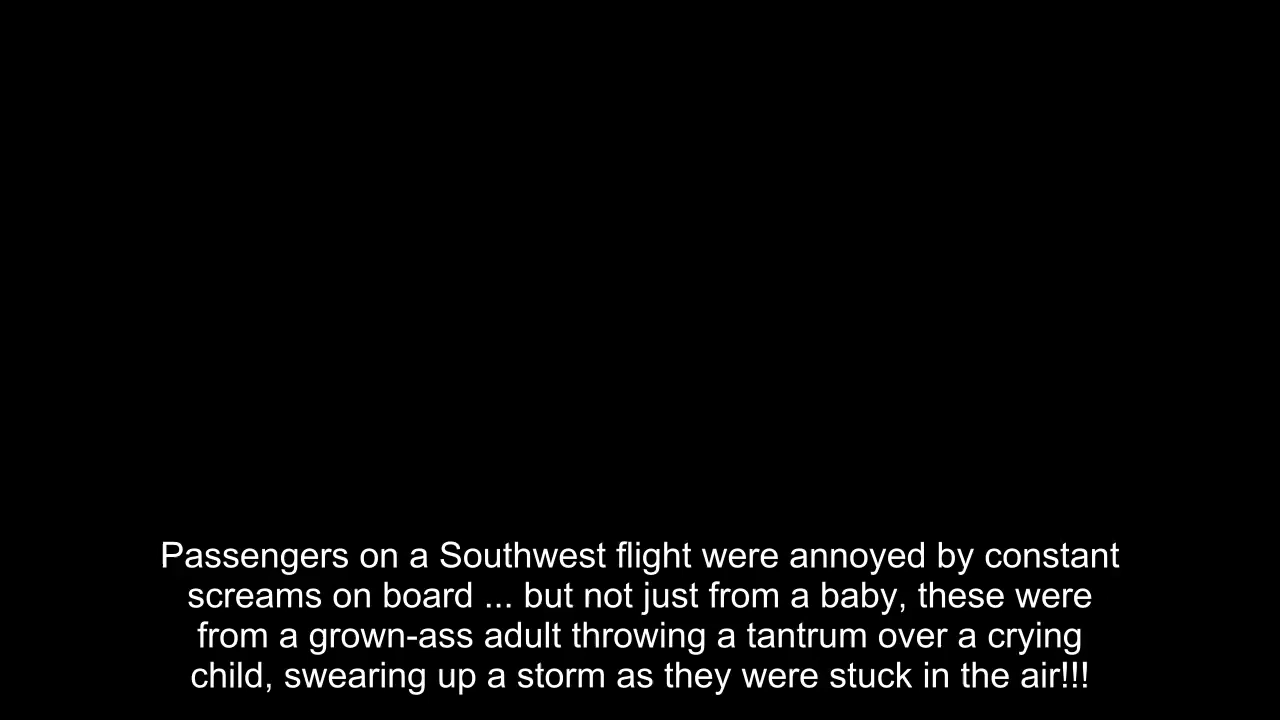 Passengers on a Southwest flight were annoyed by constant
screams on board ... but not just from a baby, these were
from a grown-ass adult throwing a tantrum over a crying
child, swearing up a storm as they were stuck in the air!!!